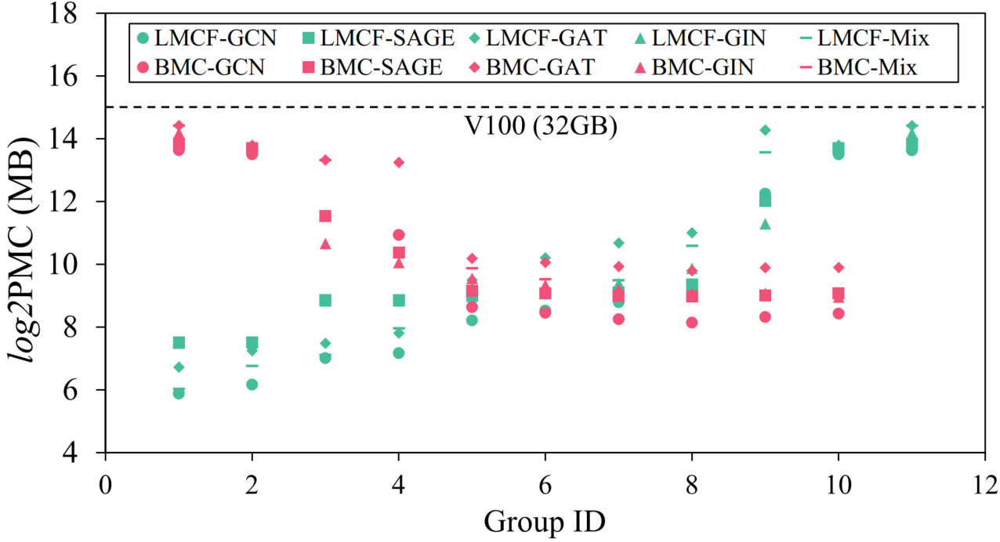 18
16
14
12
10
8
6
4
log2PMC (MB)
LMCF-GCN LMCF-SAGE LMCF-GAT LMCF-GIN LMCF-Mix
BMC-GCN BMC-SAGE BMC-GAT BMC-GIN BMC-Mix
V100 (32GB)
0 2 4 6 8 10 12
Group ID